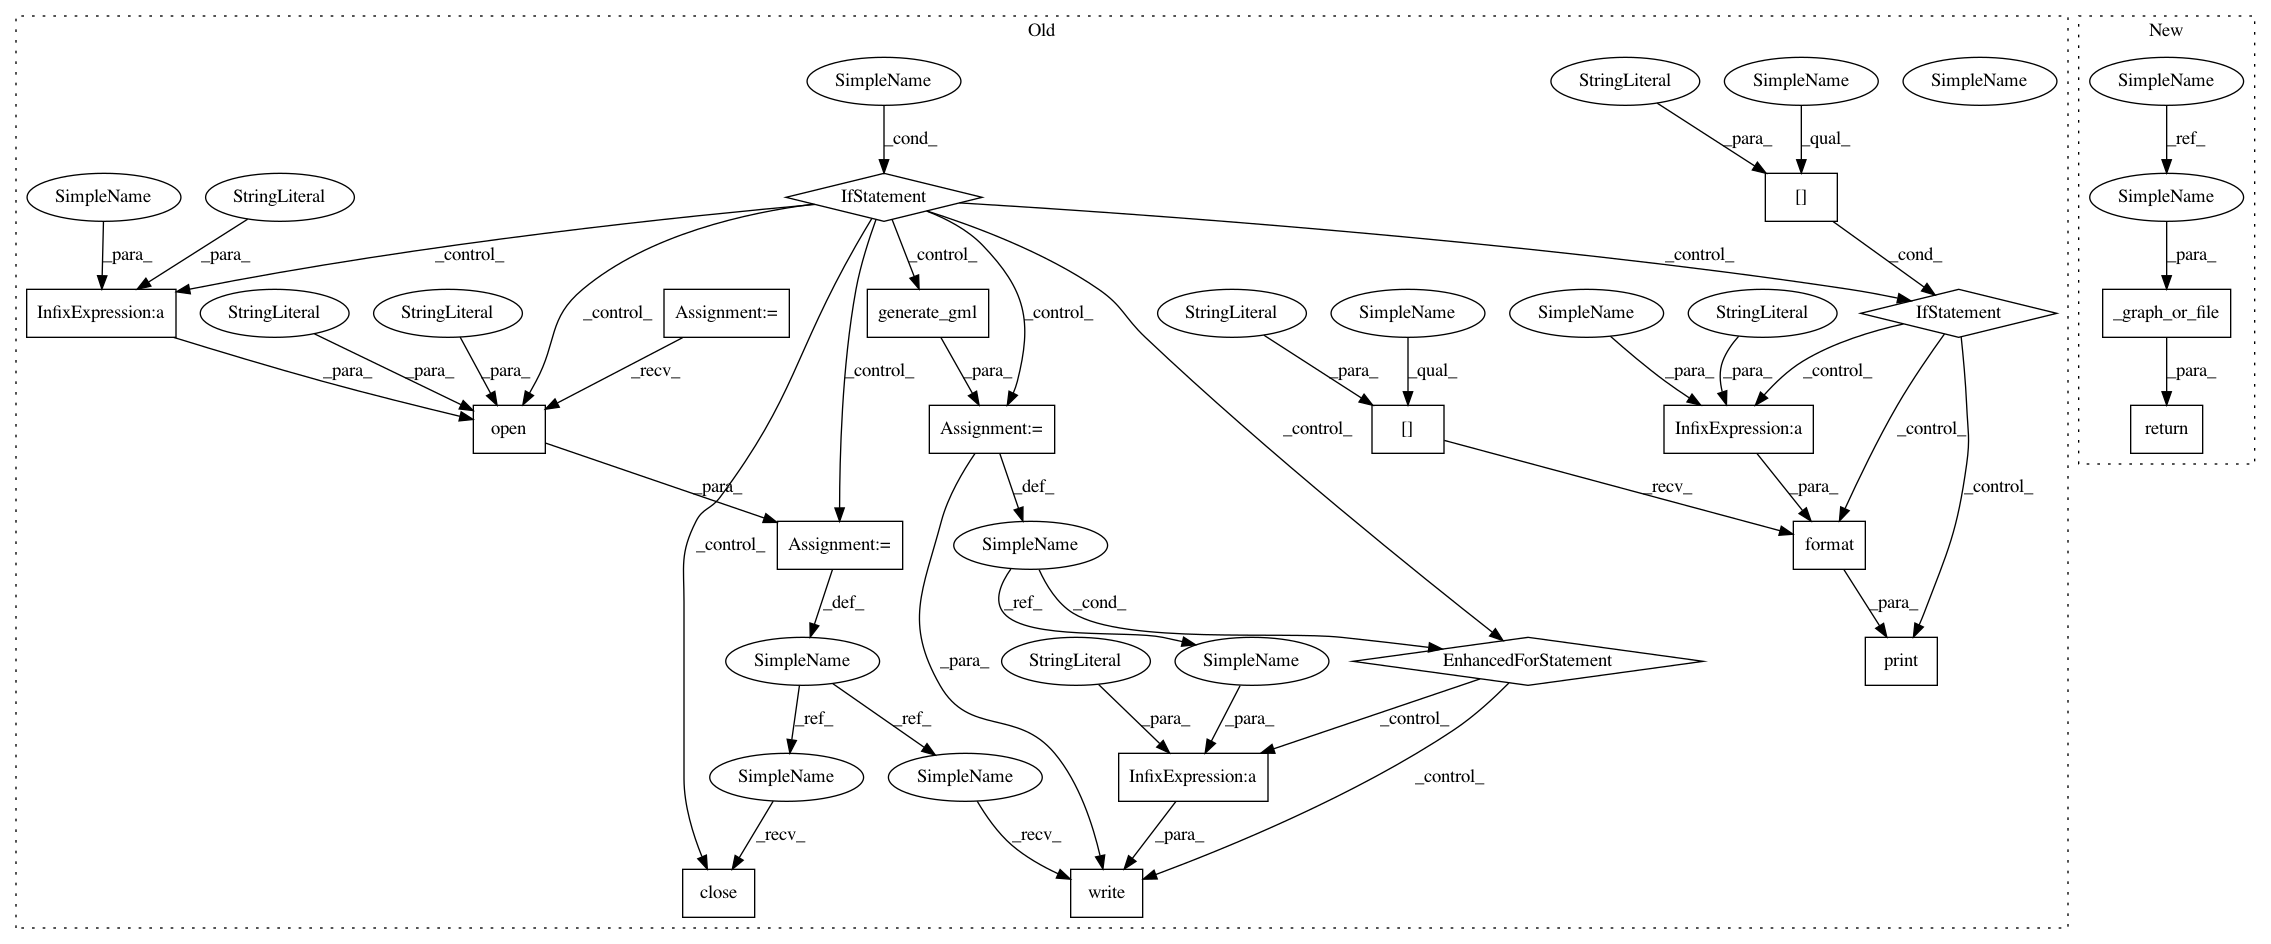 Old
New
SimpleName
StringLiteral
SimpleName
SimpleName
SimpleName
_cond_
_para_
_qual_
_ref_
SimpleName
StringLiteral
IfStatement
[]
SimpleName
_para_
_para_
_control_
_control_
_control_
_cond_
_para_
InfixExpression:a
StringLiteral
StringLiteral
Assignment:=
generate_gml
StringLiteral
SimpleName
SimpleName
StringLiteral
IfStatement
_graph_or_file
_control_
_control_
_para_
_para_
_para_
_recv_
_control_
_para_
_para_
_qual_
_para_
_para_
_control_
_para_
open
Assignment:=
[]
InfixExpression:a
return
_control_
_control_
_para_
_def_
_recv_
_para_
_control_
Assignment:=
SimpleName
format
_control_
_def_
_ref_
_cond_
_para_
SimpleName
StringLiteral
SimpleName
EnhancedForStatement
print
_para_
_ref_
_ref_
_para_
_para_
_control_
SimpleName
SimpleName
InfixExpression:a
_control_
_recv_
_recv_
_para_
close
write